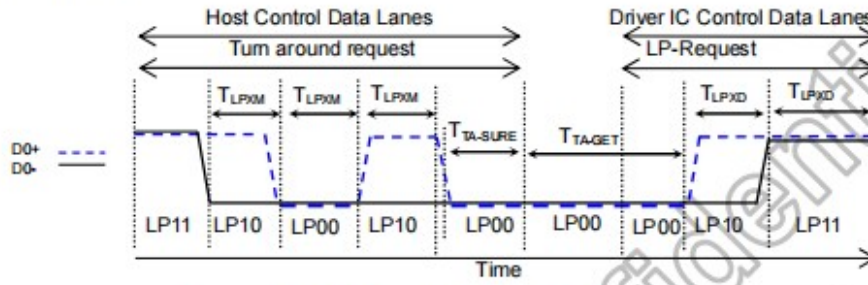 Host Control Data Lanes
Driver IC Control Data Lanes
Turn around request
LP-Request
TLPXM TLPXM TLPXM
TLPXD TLPXD
TTA-SURE TTA-GET
D0+
D0-
LP11 LP10 LP00 LP10 LP00 LP00 LP00 LP10 LP11
Time